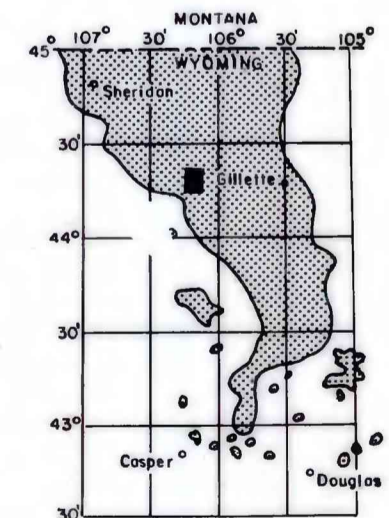 MONTANA
107° 30' 106° 30' 105°
45°
WYOMING
Sheridan
30'
Gillette
44°
30'
43°
Casper
Douglas
30'